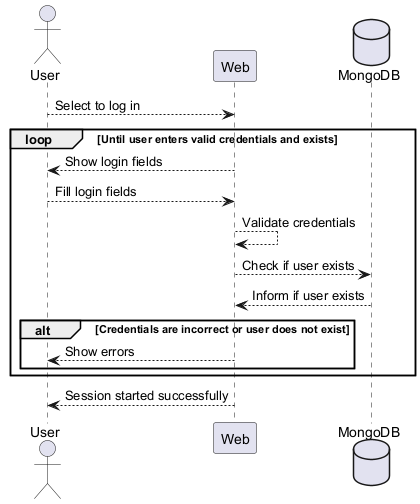 User
Web
MongoDB
Select to log in
loop [Until user enters valid credentials and exists]
Show login fields
Fill login fields
Validate credentials
Check if user exists
Inform if user exists
alt [Credentials are incorrect or user does not exist]
Show errors
Session started successfully
User
Web
MongoDB